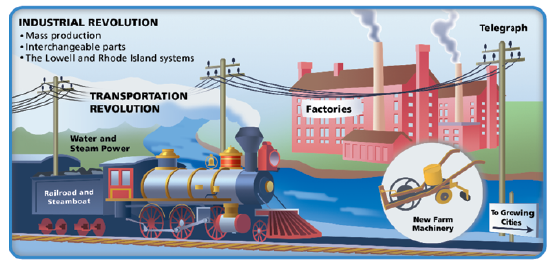 INDUSTRIAL REVOLUTION
• Mass production
• Interchangeable parts
• The Lowell and Rhode Island systems
Telegraph
TRANSPORTATION
REVOLUTION
Factories
Water and
Steam Power
Railroad and
Steamboat
New Farm
Machinery
To Growing
Cities